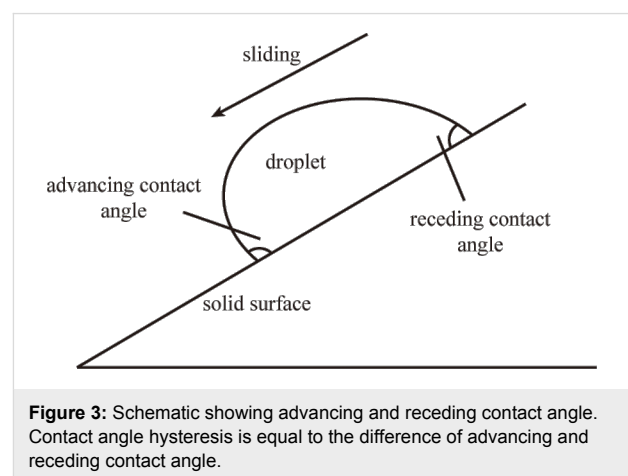 sliding
droplet
advancing contact
angle
receding contact
angle
solid surface
Figure 3: Schematic showing advancing and receding contact angle.
Contact angle hysteresis is equal to the difference of advancing and
receding contact angle.